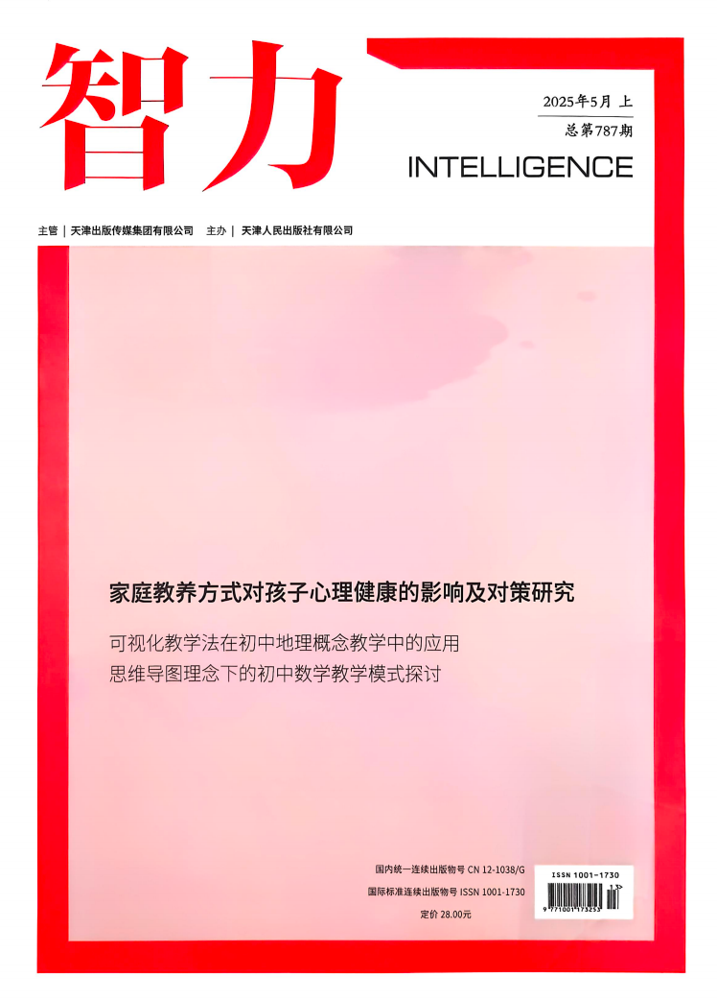 智力
2025年5月 上
总第787期
INTELLIGENCE
主管 | 天津出版传媒集团有限公司 主办 | 天津人民出版社有限公司
家庭教养方式对孩子心理健康的影响及对策研究
可视化教学法在初中地理概念教学中的应用
思维导图理念下的初中数学教学模式探讨
国内统一连续出版物号 CN 12-1038/G
国际标准连续出版物号 ISSN 1001-1730
定价 28.00元
ISSN 1001-1730
13>
9 771001 173253